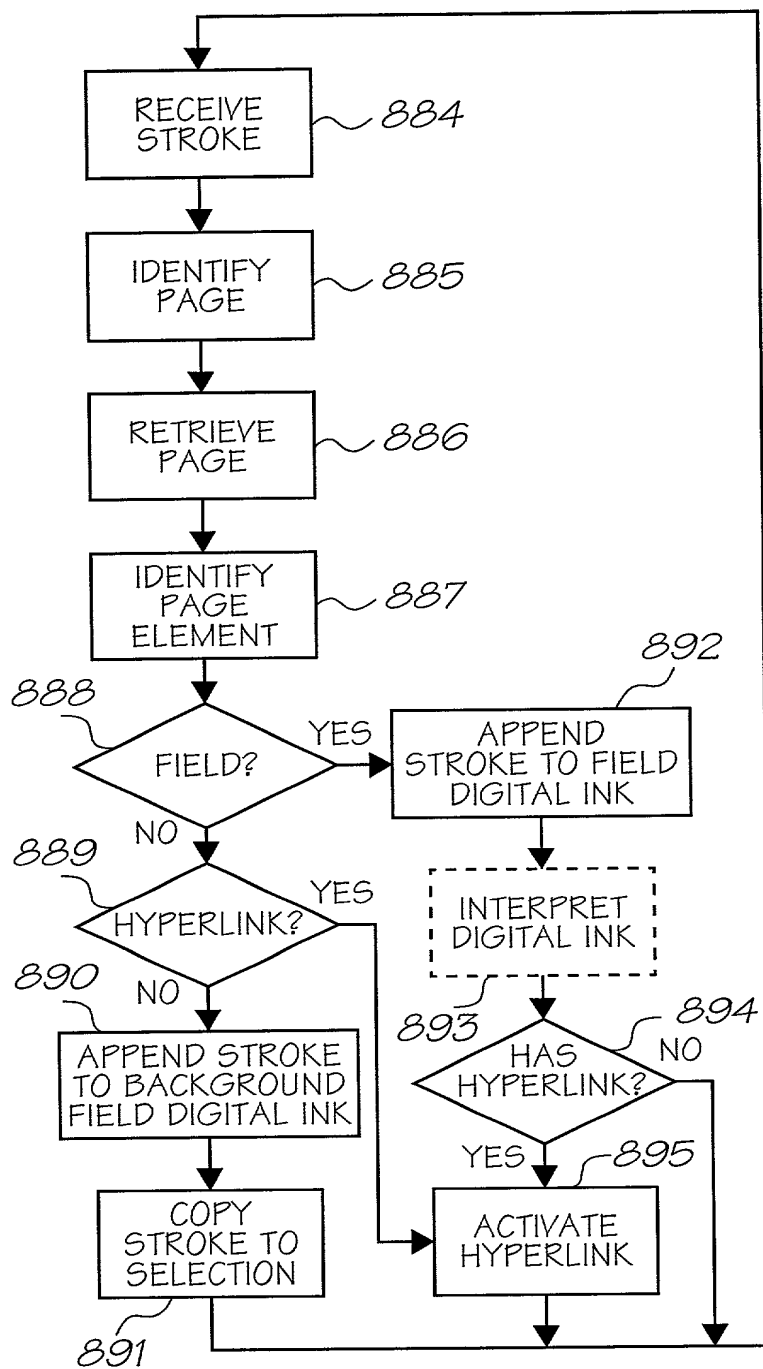 RECEIVE
STROKE
884
IDENTIFY
PAGE
885
RETRIEVE
PAGE
886
IDENTIFY
PAGE
ELEMENT
887
888
FIELD?
YES
NO
892
APPEND
STROKE TO FIELD
DIGITAL INK
889
HYPERLINK?
YES
NO
INTERPRET
DIGITAL INK
893
890
APPEND STROKE
TO BACKGROUND
FIELD DIGITAL INK
894
HAS
HYPERLINK?
NO
YES
895
COPY
STROKE TO
SELECTION
891
ACTIVATE
HYPERLINK